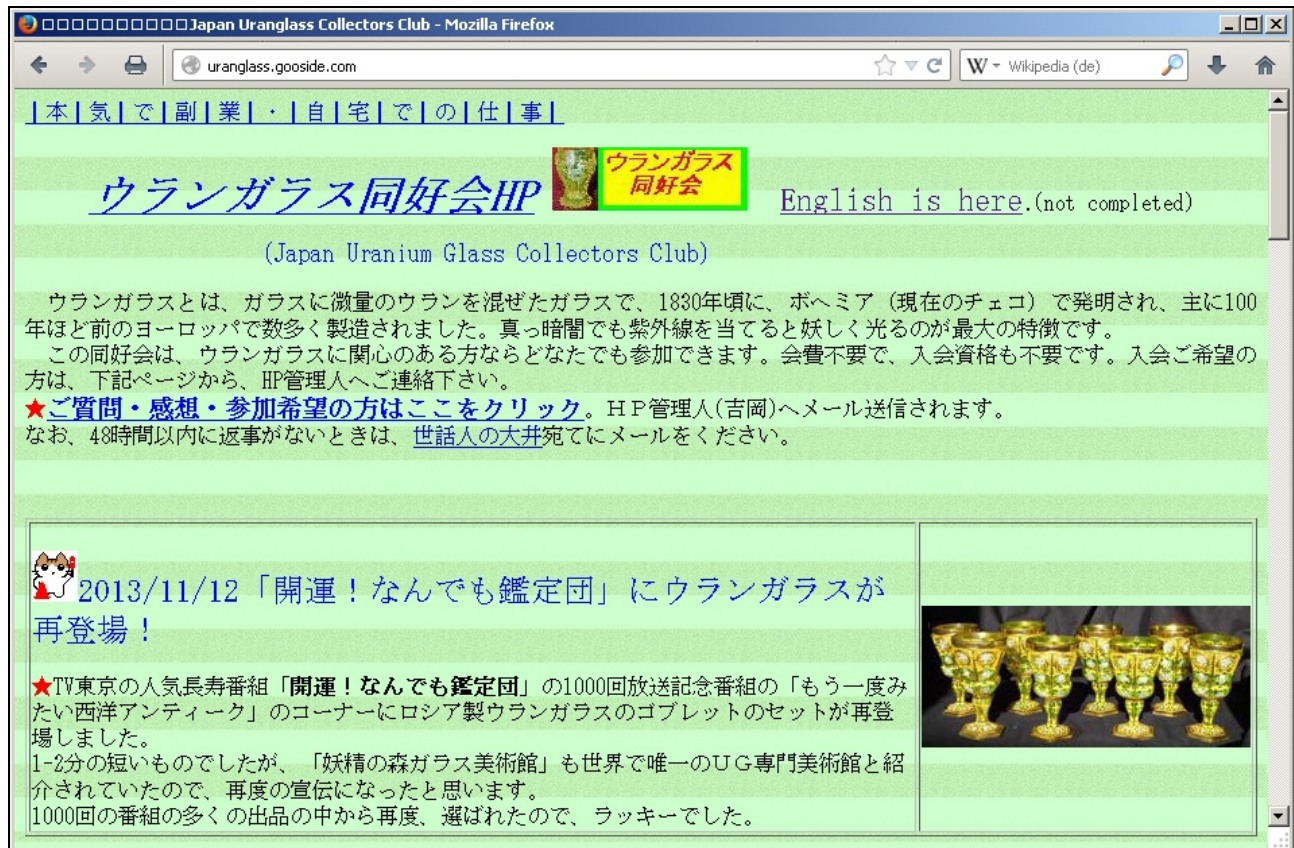 □□□□□□□□□□Japan Uranglass Collectors Club - Mozilla Firefox
uranglass.gooside.com
W Wikipedia (de)
|本|気|で|副|業|・|自|宅|で|の|仕|事|
ウランガラス同好会HP
ウランガラス
同好会
English is here.(not completed)
(Japan Uranium Glass Collectors Club)
ウランガラスとは、ガラスに微量のウランを混ぜたガラスで、1830年頃に、ボヘミア（現在のチェコ）で発明され、主に100
年ほど前のヨーロッパで数多く製造されました。真っ暗闇でも紫外線を当てると妖しく光るのが最大の特徴です。
この同好会は、ウランガラスに関心のある方ならどなたでも参加できます。会費不要で、入会資格も不要です。入会ご希望の
方は、下記ページから、HP管理人へご連絡下さい。
★ご質問・感想・参加希望の方はここをクリック。ＨＰ管理人(吉岡)へメール送信されます。
なお、48時間以内に返事がないときは、世話人の大井宛てにメールをください。
2013/11/12「開運！なんでも鑑定団」にウランガラスが
再登場！
★TV東京の人気長寿番組「開運！なんでも鑑定団」の1000回放送記念番組の「もう一度み
たい西洋アンティーク」のコーナーにロシア製ウランガラスのゴブレットのセットが再登
場しました。
1-2分の短いものでしたが、「妖精の森ガラス美術館」も世界で唯一のＵＧ専門美術館と紹
介されていたので、再度の宣伝になったと思います。
1000回の番組の多くの出品の中から再度、選ばれたので、ラッキーでした。